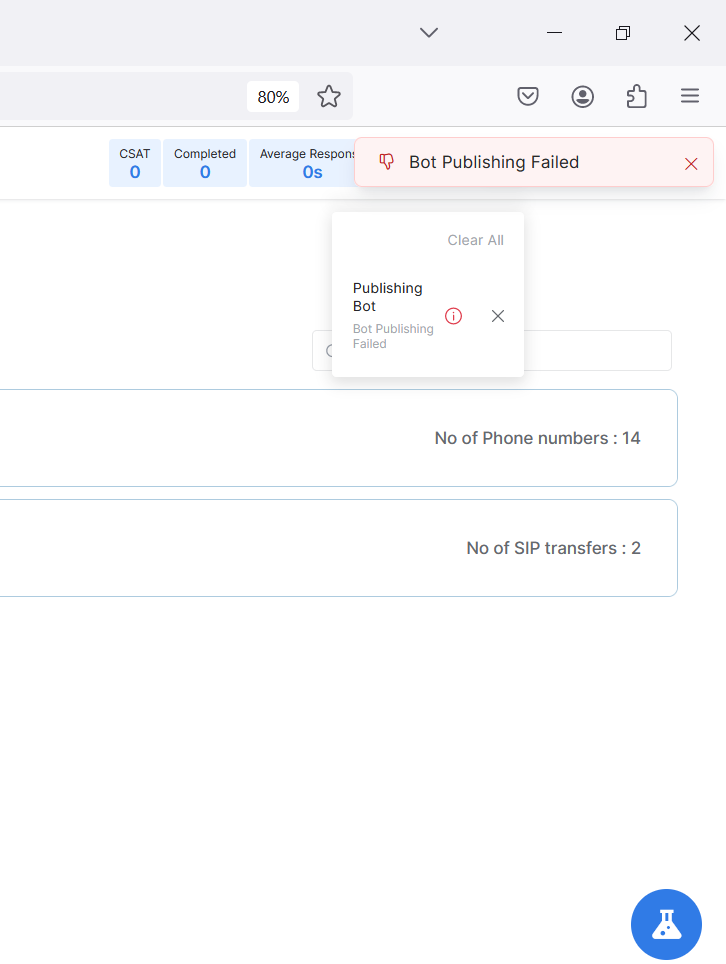 80%
CSAT
0
Completed
0
Average Respons
0s
Bot Publishing Failed
Clear All
Publishing
Bot
Bot Publishing
Failed
No of Phone numbers : 14
No of SIP transfers : 2